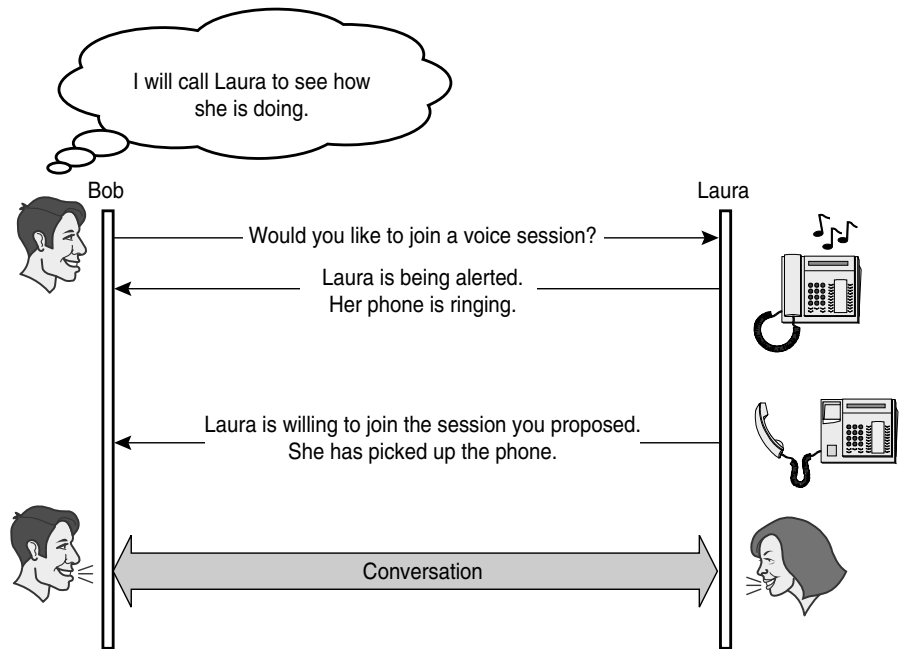 I will call Laura to see how
she is doing.
Bob
Laura
Would you like to join a voice session?
Laura is being alerted.
Her phone is ringing.
Laura is willing to join the session you proposed.
She has picked up the phone.
Conversation